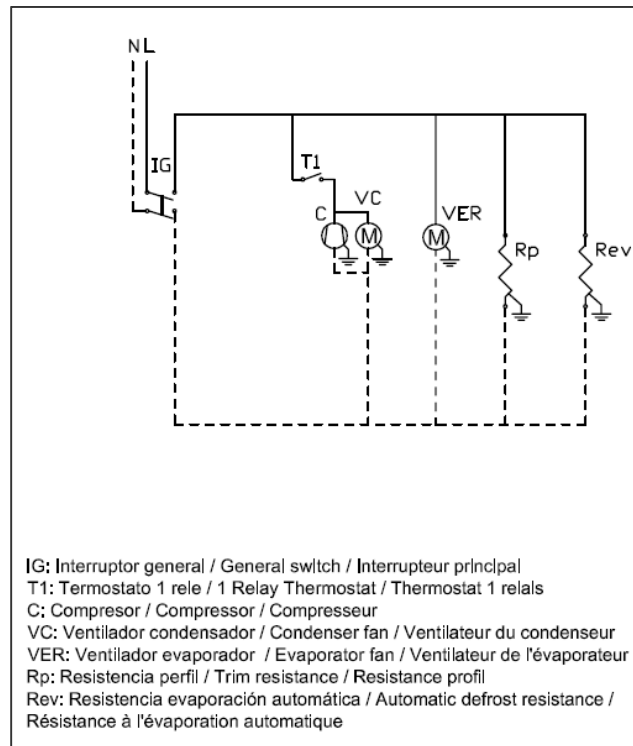 N L
IG
T1
C
VC
M
VER
M
Rp
Rev
IG: Interruptor general / General switch / Interrupteur principal
T1: Termostato 1 rele / 1 Relay Thermostat / Thermostat 1 relais
C: Compresor / Compressor / Compresseur
VC: Ventilador condensador / Condenser fan / Ventilateur du condenseur
VER: Ventilador evaporador / Evaporator fan / Ventilateur de l'évaporateur
Rp: Resistencia perfil / Trim resistance / Resistance profil
Rev: Resistencia evaporación automática / Automatic defrost resistance /
Résistance à l'évaporation automatique